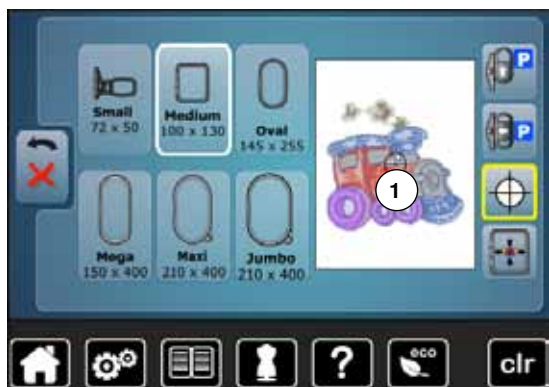 Small
72 x 50
Medium
100 x 130
Oval
145 x 255
Mega
150 x 400
Maxi
210 x 400
Jumbo
210 x 400
P
P
1
?
eco
clr